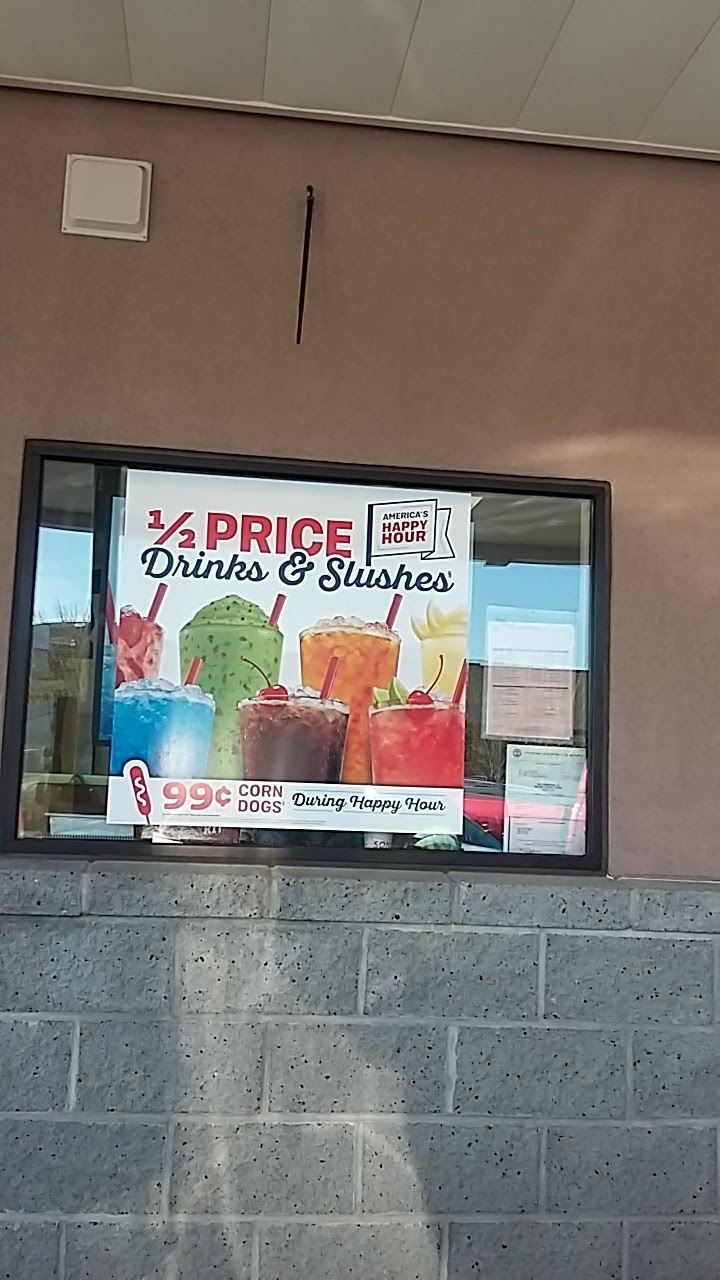 ½ PRICE
Drinks & Slushes
AMERICA'S
HAPPY
HOUR
99¢ CORN
DOGS
During Happy Hour